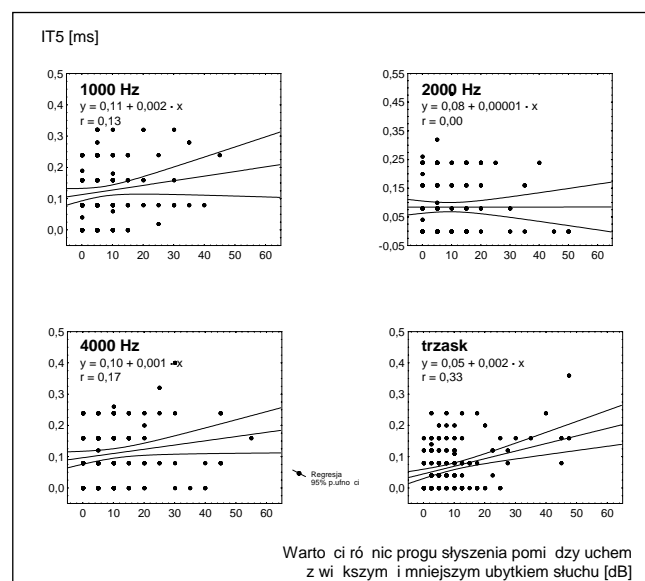 IT5 [ms]
1000 Hz
y = 0,11 + 0,002 · x
r = 0,13
0,5
0,4
0,3
0,2
0,1
0,0
0 10 20 30 40 50 60
2000 Hz
y = 0,08 + 0,00001 · x
r = 0,00
0,55
0,45
0,35
0,25
0,15
0,05
-0,05
0 10 20 30 40 50 60
4000 Hz
y = 0,10 + 0,001 · x
r = 0,17
0,5
0,4
0,3
0,2
0,1
0,0
0 10 20 30 40 50 60
Regresja
95% p.ufno ci
trzask
y = 0,05 + 0,002 · x
r = 0,33
0,5
0,4
0,3
0,2
0,1
0,0
0 10 20 30 40 50 60
Warto ci ró nic progu słyszenia pomi dzy uchem
z wi kszym i mniejszym ubytkiem słuchu [dB]